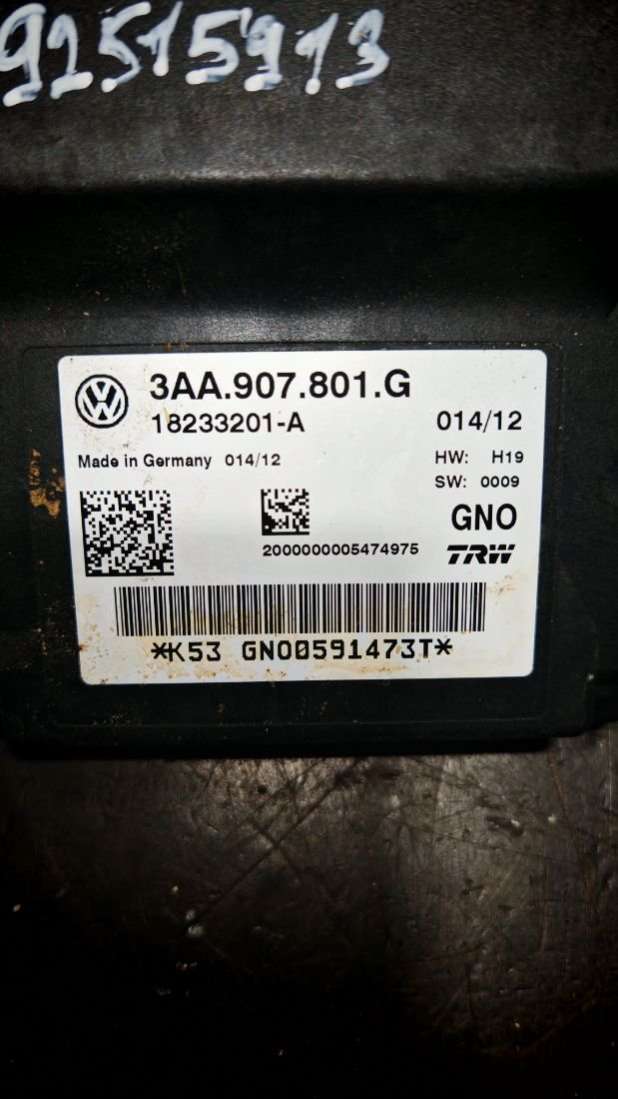 92515913
3AA.907.801.G
18233201-A 014/12
Made in Germany 014/12 HW: H19
SW: 0009
GNO
2000000005474975 TRW
*K53 GNO0591473T*